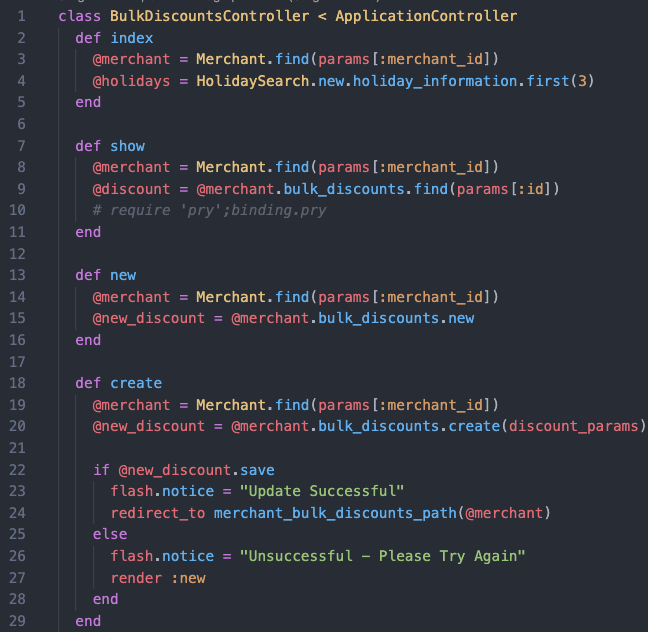 1 class BulkDiscountsController < ApplicationController
2 def index
3 @merchant = Merchant.find(params[:merchant_id])
4 @holidays = HolidaySearch.new.holiday_information.first(3)
5 end
6
7 def show
8 @merchant = Merchant.find(params[:merchant_id])
9 @discount = @merchant.bulk_discounts.find(params[:id])
10 # require 'pry';binding.pry
11 end
12
13 def new
14 @merchant = Merchant.find(params[:merchant_id])
15 @new_discount = @merchant.bulk_discounts.new
16 end
17
18 def create
19 @merchant = Merchant.find(params[:merchant_id])
20 @new_discount = @merchant.bulk_discounts.create(discount_params)
21
22 if @new_discount.save
23 flash.notice = "Update Successful"
24 redirect_to merchant_bulk_discounts_path(@merchant)
25 else
26 flash.notice = "Unsuccessful - Please Try Again"
27 render :new
28 end
29 end